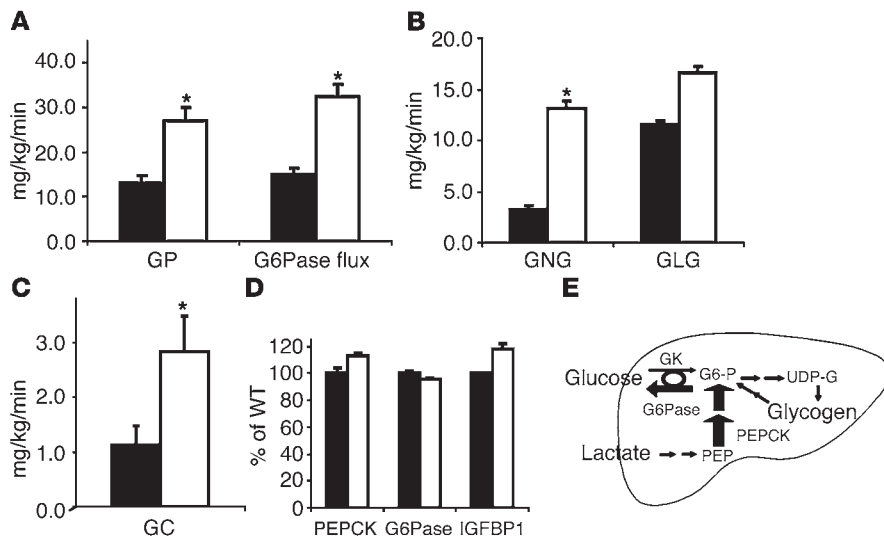 A
mg/kg/min
40.0
30.0
20.0
10.0
0.0
*
*
GP
G6Pase flux
B
mg/kg/min
20.0
15.0
10.0
5.0
0.0
*
GNG
GLG
C
mg/kg/min
3.0
2.0
1.0
0.0
*
GC
D
% of WT
120
100
80
60
40
20
0
PEPCK
G6Pase
IGFBP1
E
GK
Glucose
G6-P
UDP-G
G6Pase
Glycogen
PEPCK
Lactate
PEP